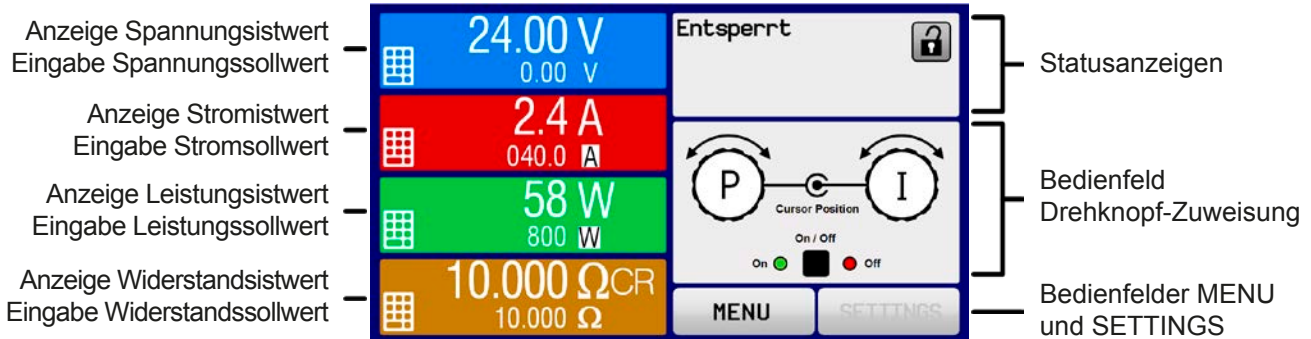 Anzeige Spannungsistwert
Eingabe Spannungssollwert
Anzeige Stromistwert
Eingabe Stromsollwert
Anzeige Leistungsistwert
Eingabe Leistungssollwert
Anzeige Widerstandsistwert
Eingabe Widerstandssollwert
24.00 V
0.00 V
2.4 A
040.0 A
58 W
800 W
10.000 ΩCR
10.000 Ω
Entsperrt
P
I
Cursor Position
On / Off
On
Off
MENU
SETTINGS
Statusanzeigen
Bedienfeld
Drehknopf-Zuweisung
Bedienfelder MENU
und SETTINGS